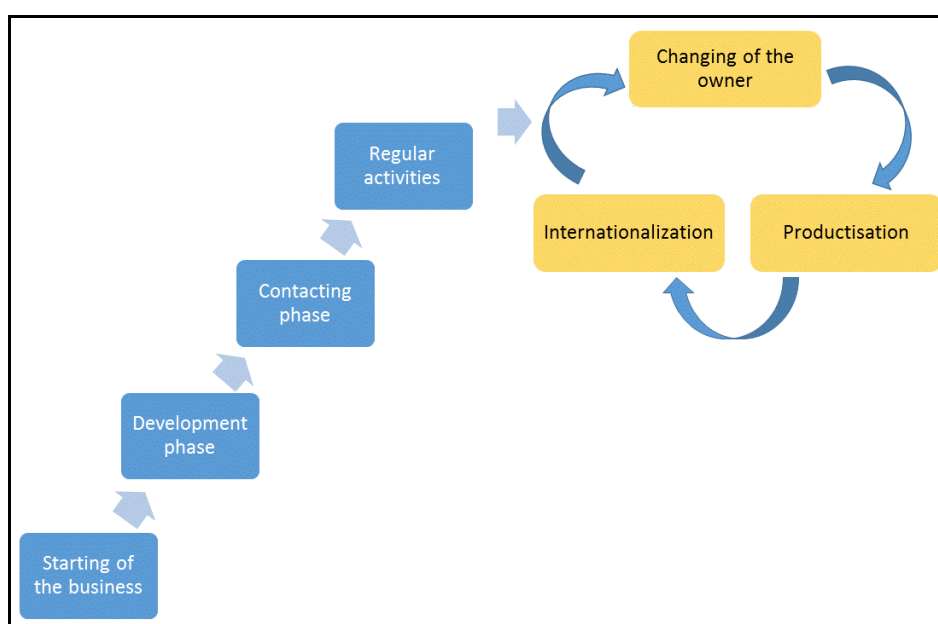 Changing of the
owner
Regular
activities
Internationalization
Productisation
Contacting
phase
Development
phase
Starting of
the business